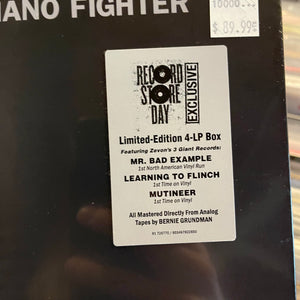 IANO FIGHTER
10000...
$ 89.99
RECORD
STORE
DAY
EXCLUSIVE
Limited-Edition 4-LP Box
Featuring Zevon's 3 Giant Records:
MR. BAD EXAMPLE
1st North American Vinyl Run
LEARNING TO FLINCH
1st Time on Vinyl
MUTINEER
1st Time on Vinyl
All Mastered Directly From Analog
Tapes by BERNIE GRUNDMAN